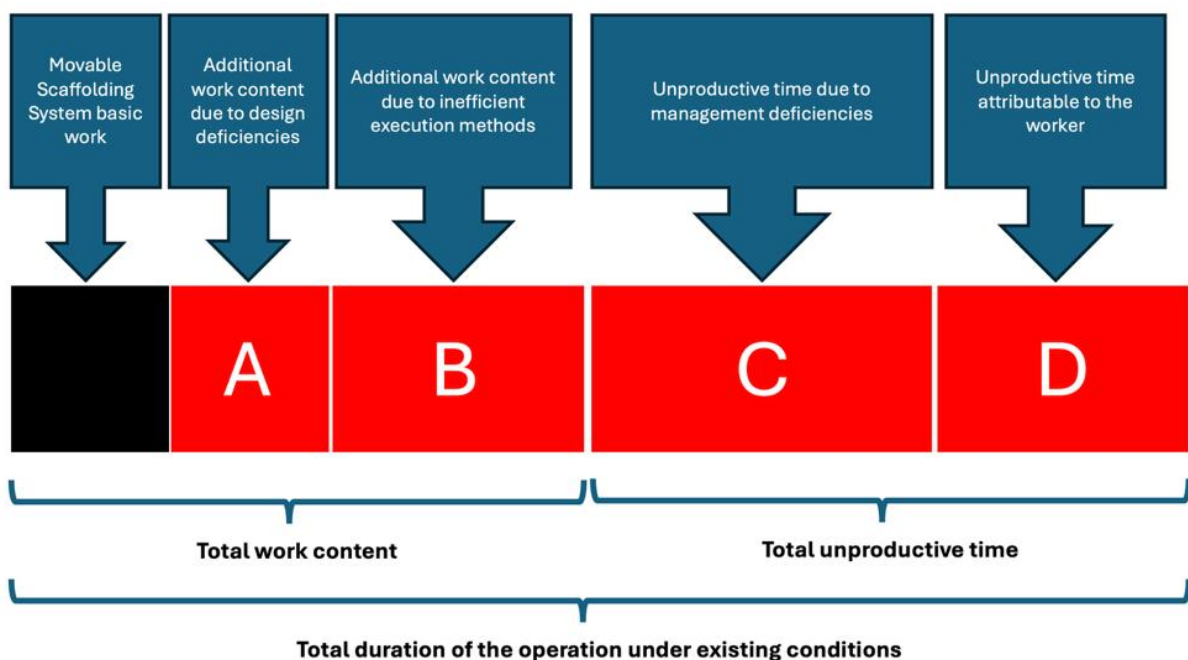 Movable
Scaffolding
System basic
work
Additional
work content
due to design
deficiencies
Additional work content
due to inefficient
execution methods
Unproductive time due to
management deficiencies
Unproductive time
attributable to the
worker
A
B
C
D
Total work content
Total unproductive time
Total duration of the operation under existing conditions